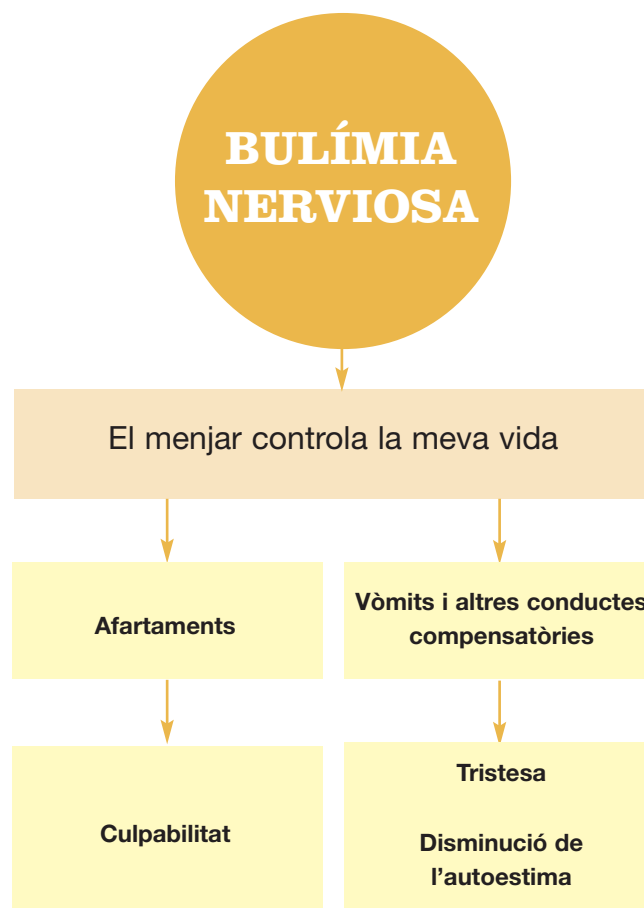 BULÍMIA
NERVIOSA
El menjar controla la meva vida
Afartaments
Vòmits i altres conductes
compensatòries
Culpabilitat
Tristesa
Disminució de
l’autoestima